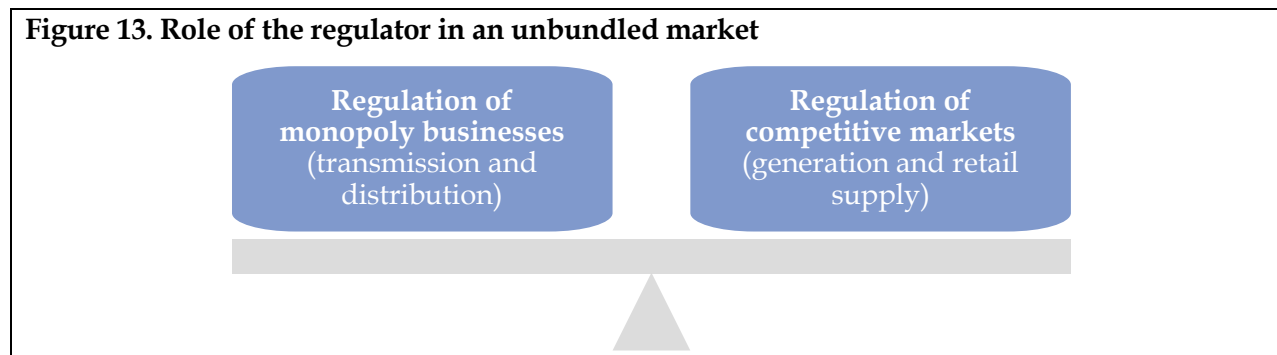 Figure 13. Role of the regulator in an unbundled market
Regulation of
monopoly businesses
(transmission and
distribution)
Regulation of
competitive markets
(generation and retail
supply)